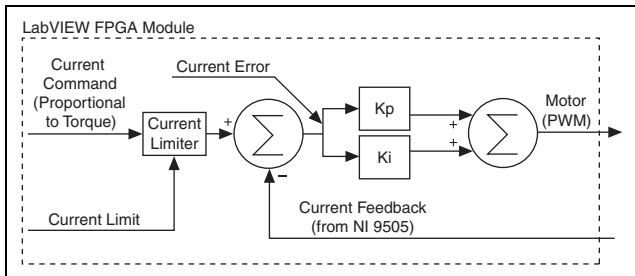 LabVIEW FPGA Module
Current
Command
(Proportional
to Torque)
Current Error
Current
Limiter
+
Σ
−
Kp
Ki
+
+
Σ
Motor
(PWM)
Current Limit
Current Feedback
(from NI 9505)